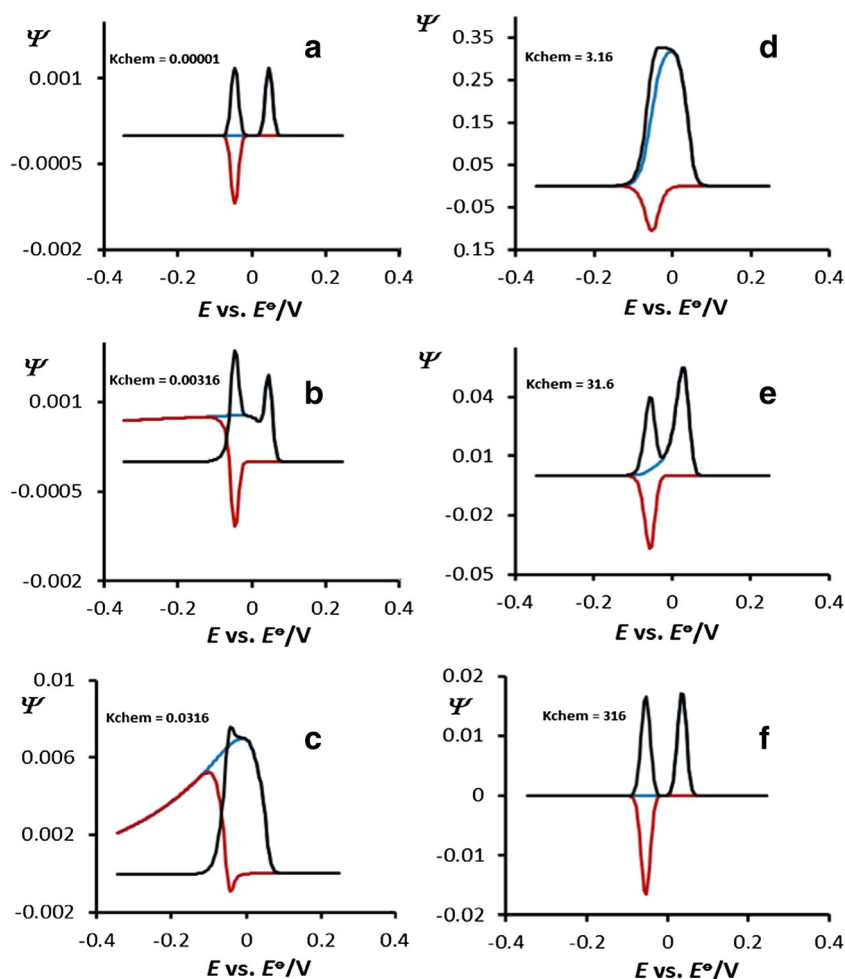 Ψ
a
Kchem = 0.00001
0.001
-0.0005
-0.002
-0.4 -0.2 0 0.2 0.4
E vs. E°/V
Ψ
b
Kchem = 0.00316
0.001
-0.0005
-0.002
-0.4 -0.2 0 0.2 0.4
E vs. E°/V
0.01
Ψ
Kchem = 0.0316
c
0.006
0.002
-0.002
-0.4 -0.2 0 0.2 0.4
E vs. E°/V
Ψ
0.35
d
Kchem = 3.16
0.25
0.15
0.05
-0.05
0.15
-0.4 -0.2 0 0.2 0.4
E vs. E°/V
Ψ
Kchem = 31.6
e
0.04
0.01
-0.02
-0.05
-0.4 -0.2 0 0.2 0.4
E vs. E°/V
0.02
Ψ
Kchem = 316
f
0.01
0
-0.01
-0.02
-0.4 -0.2 0 0.2 0.4
E vs. E°/V